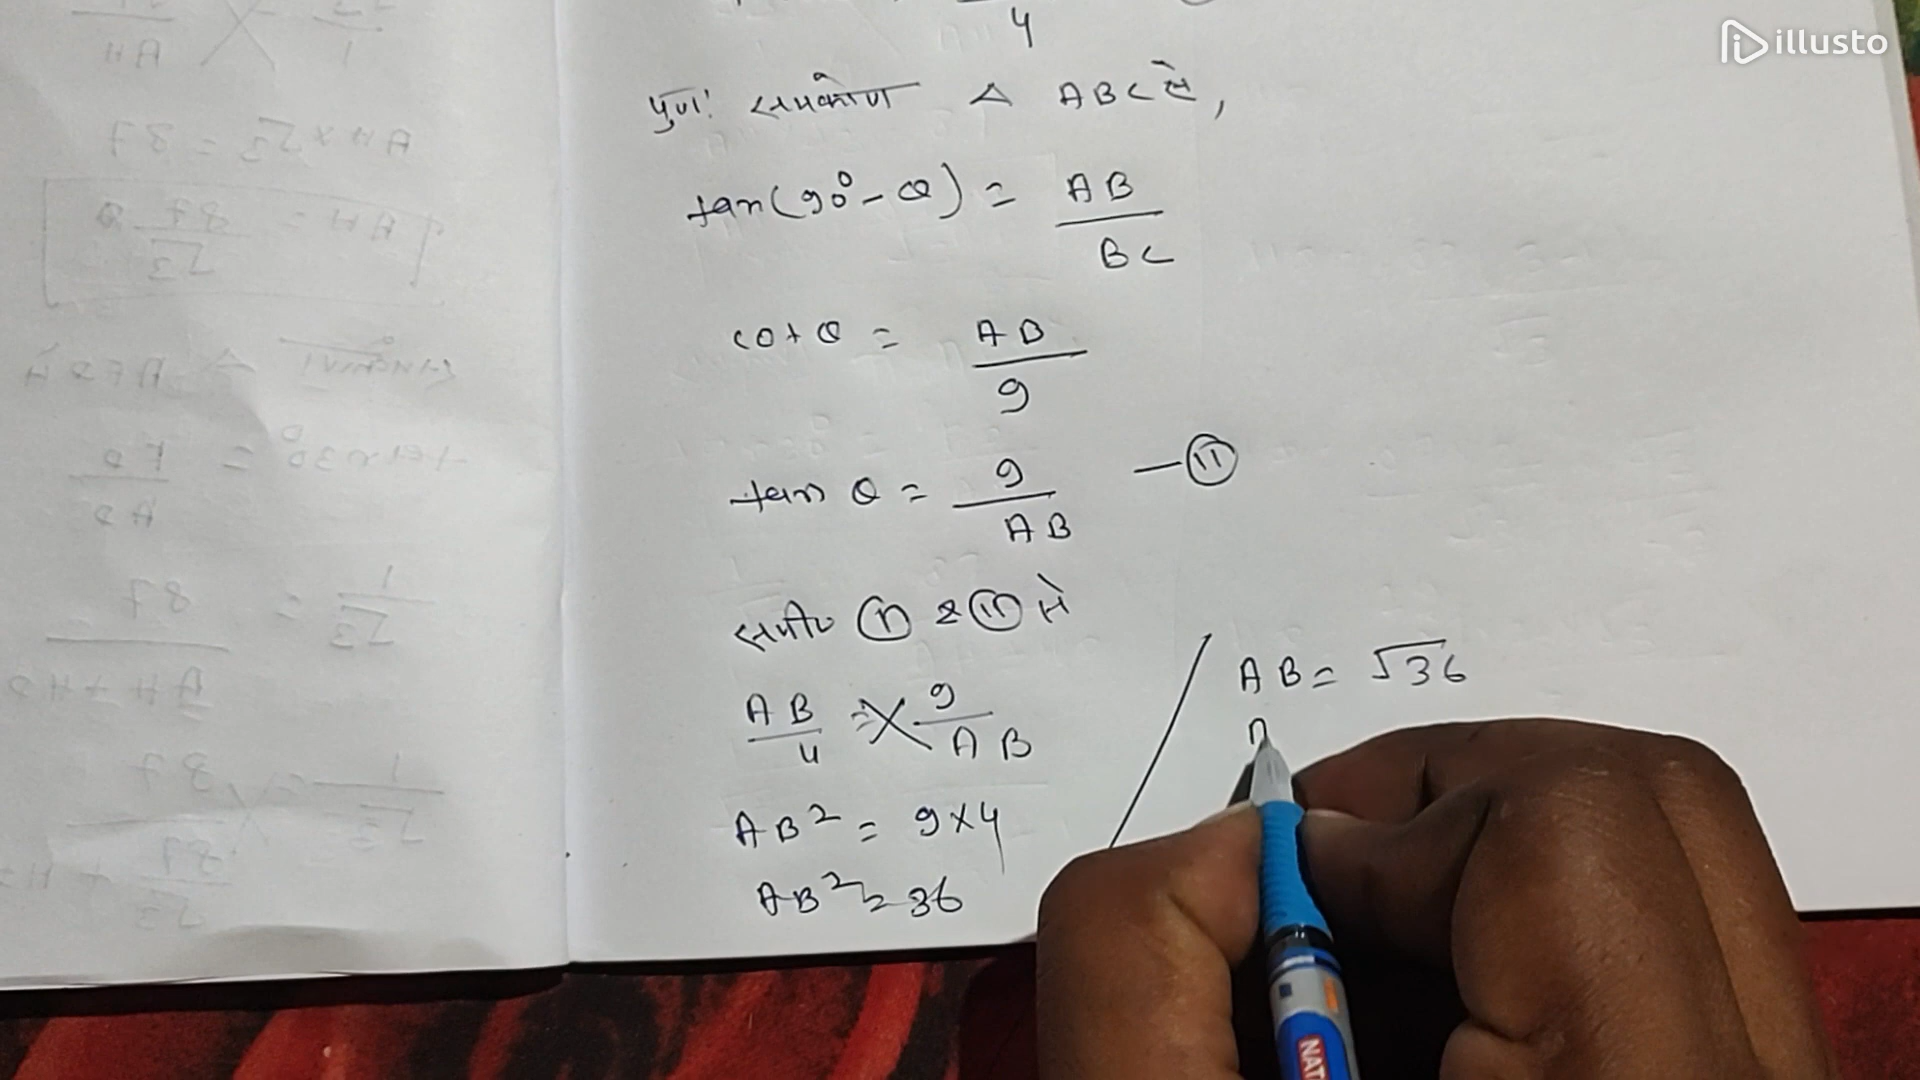 illusto
4
पुनः समकोण △ ABC से,
tan(90°-θ) = AB/BC
cot θ = AB/9
tan θ = 9/AB — (II)
समी० (I) & (II) से
AB/4 = 9/AB
AB² = 9×4
AB² = 36
AB = √36
A
NAT